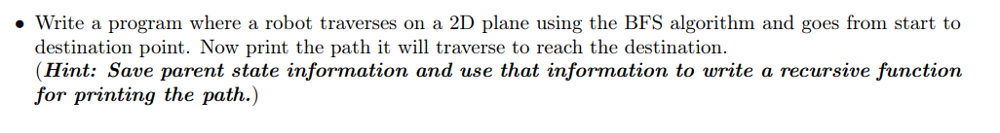 • Write a program where a robot traverses on a 2D plane using the BFS algorithm and goes from start to
destination point. Now print the path it will traverse to reach the destination.
(Hint: Save parent state information and use that information to write a recursive function
for printing the path.)